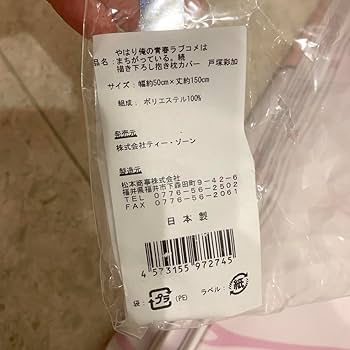 やはり俺の青春ラブコメは
品名:まちがっている。続
描き下ろし抱き枕カバー 戸塚彩加
サイズ:幅約50cm×丈約150cm
組成: ポリエステル100%
発売元
株式会社ティー・ゾーン
製造元
松本商事株式会社
福井県福井市下森田町9-42-6
TEL 0776-56-2502
FAX 0776-56-2061
日本製
4 573155 972745
袋: プラ (PE) ラベル: 紙